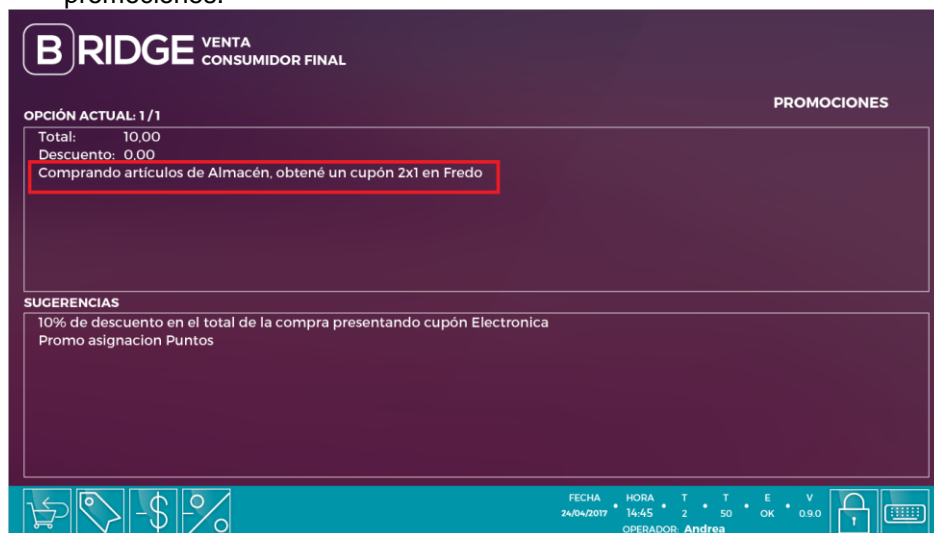 promociones.
BRIDGE VENTA
CONSUMIDOR FINAL
PROMOCIONES
OPCIÓN ACTUAL: 1/1
Total: 10,00
Descuento: 0,00
Comprando artículos de Almacén, obtené un cupón 2x1 en Fredo
SUGERENCIAS
10% de descuento en el total de la compra presentando cupón Electronica
Promo asignacion Puntos
-$ -%
FECHA HORA T T E V
24/04/2017 14:45 2 50 OK 0.9.0
OPERADOR: Andrea
1